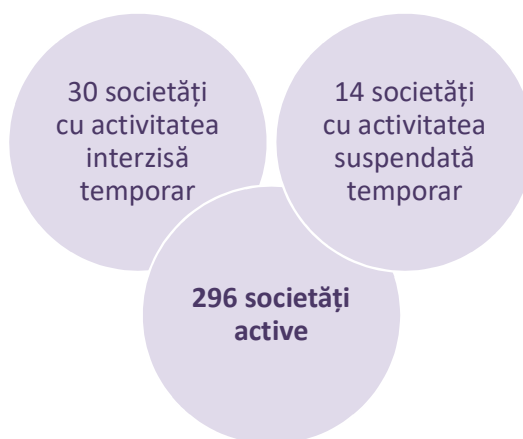 30 societăți
cu activitatea
interzisă
temporar
14 societăți
cu activitatea
suspendată
temporar
296 societăți
active